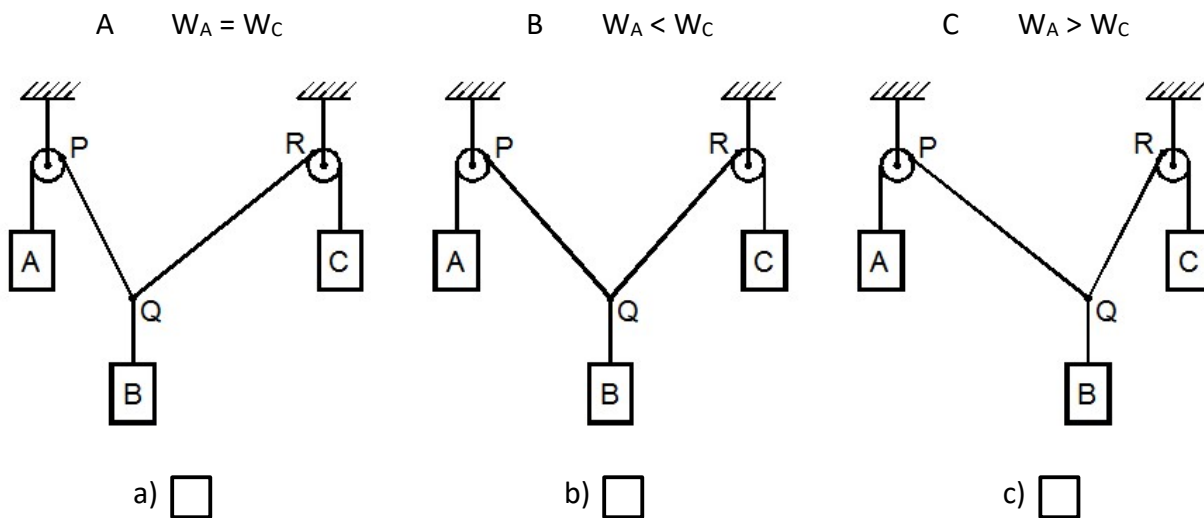 A W_A = W_C B W_A < W_C C W_A > W_C
P R P R P R
A C A C A C
Q Q Q
B B B
a) b) c)